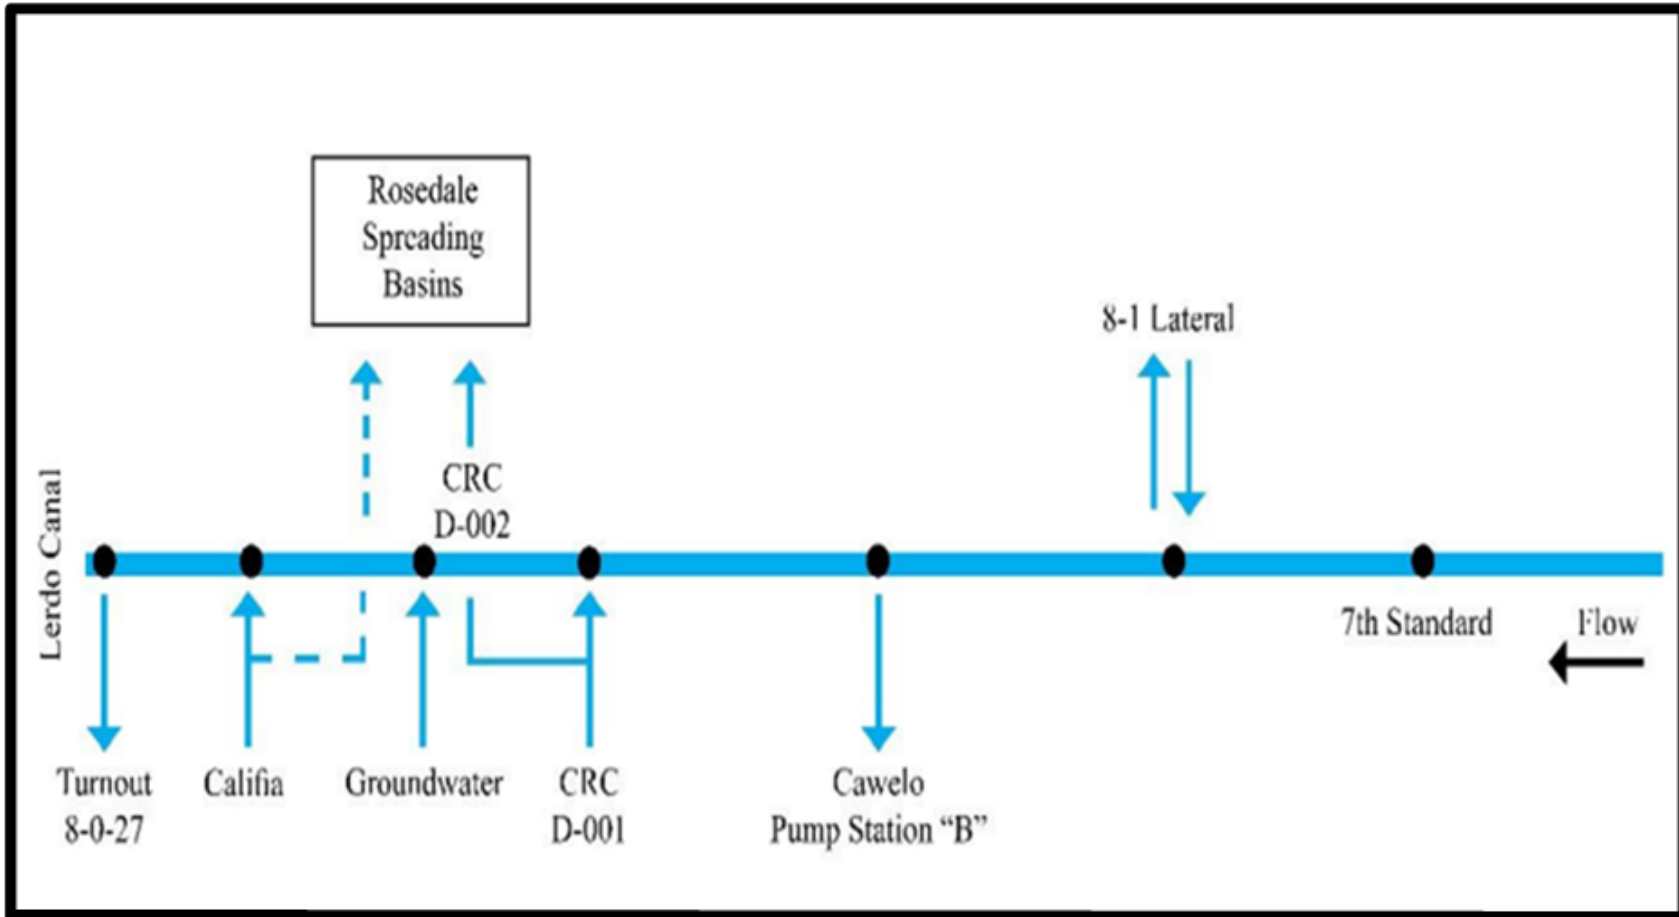 Rosedale
Spreading
Basins
8-1 Lateral
CRC
D-002
Lerdo Canal
7th Standard
Flow
Turnout
8-0-27
Califia
Groundwater
CRC
D-001
Cawelo
Pump Station “B”